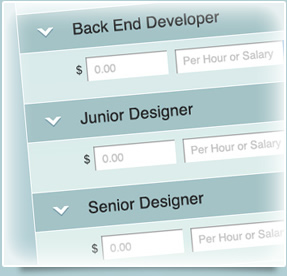 Back End Developer
$ 0.00 Per Hour or Salary
Junior Designer
$ 0.00 Per Hour or Salary
Senior Designer
$ 0.00 Per Hour or Salar